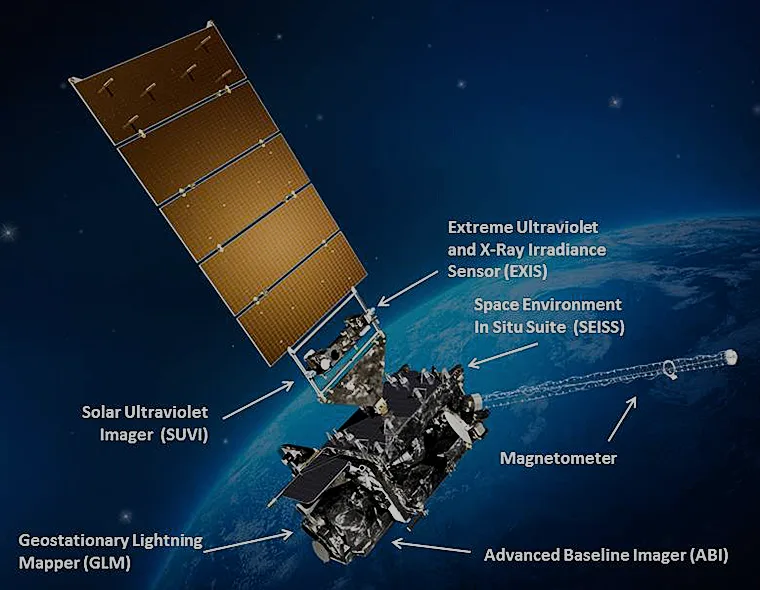 Extreme Ultraviolet
and X-Ray Irradiance
Sensor (EXIS)
Space Environment
In Situ Suite (SEISS)
Solar Ultraviolet
Imager (SUVI)
Magnetometer
Geostationary Lightning
Mapper (GLM)
Advanced Baseline Imager (ABI)